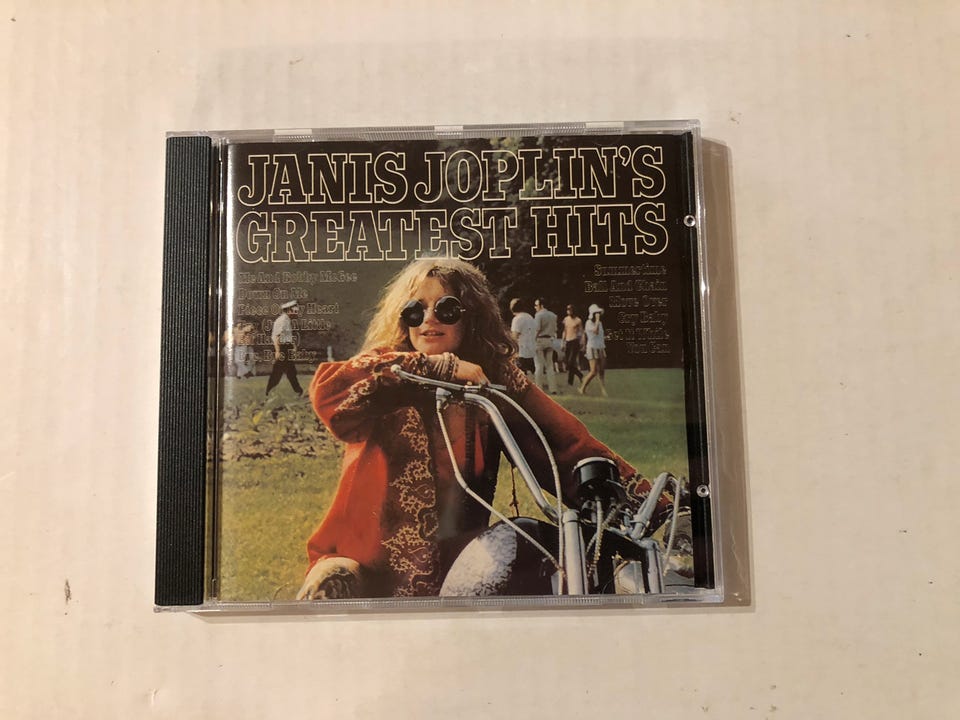 JANIS JOPLIN'S
GREATEST HITS
Me And Bobby McGee
Down On Me
Piece Of My Heart
Little
Bye, Bye Baby
Summertime
Ball And Chain
Move Over
Cry Baby
Get It While
You Can